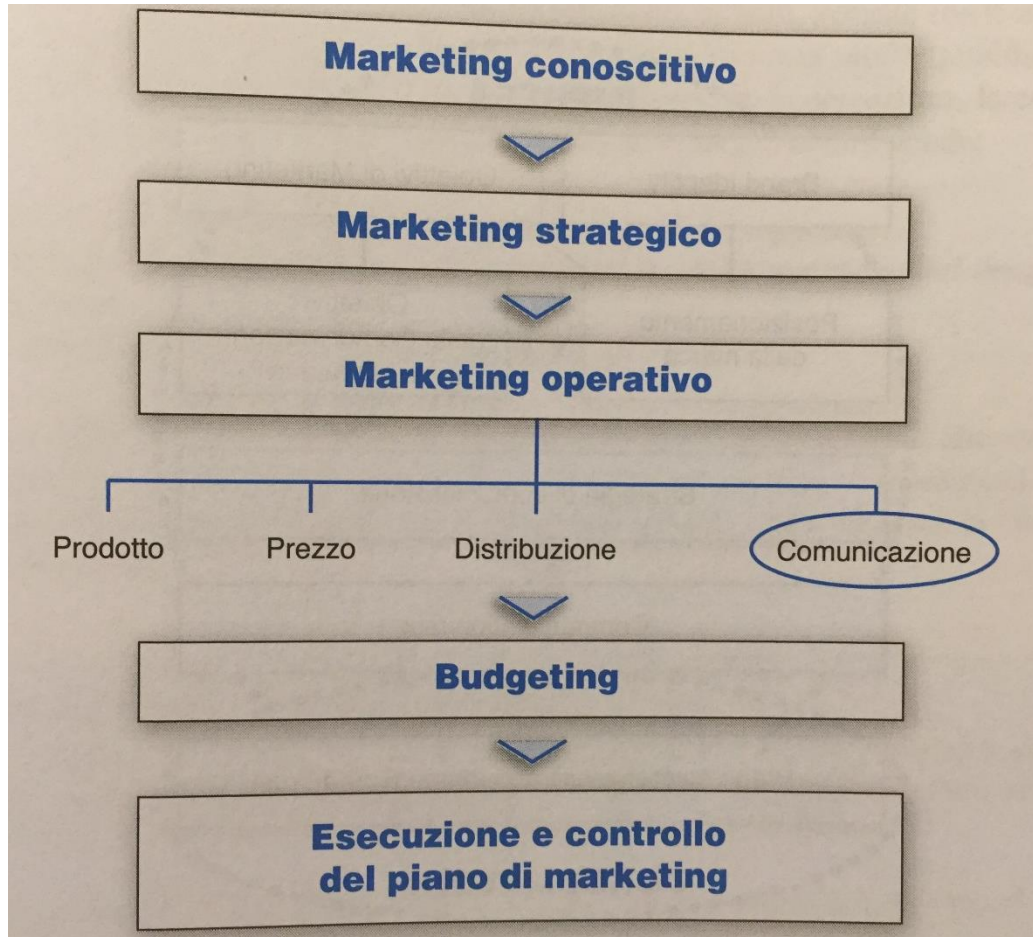 Marketing conoscitivo
Marketing strategico
Marketing operativo
Prodotto Prezzo Distribuzione Comunicazione
Budgeting
Esecuzione e controllo
del piano di marketing